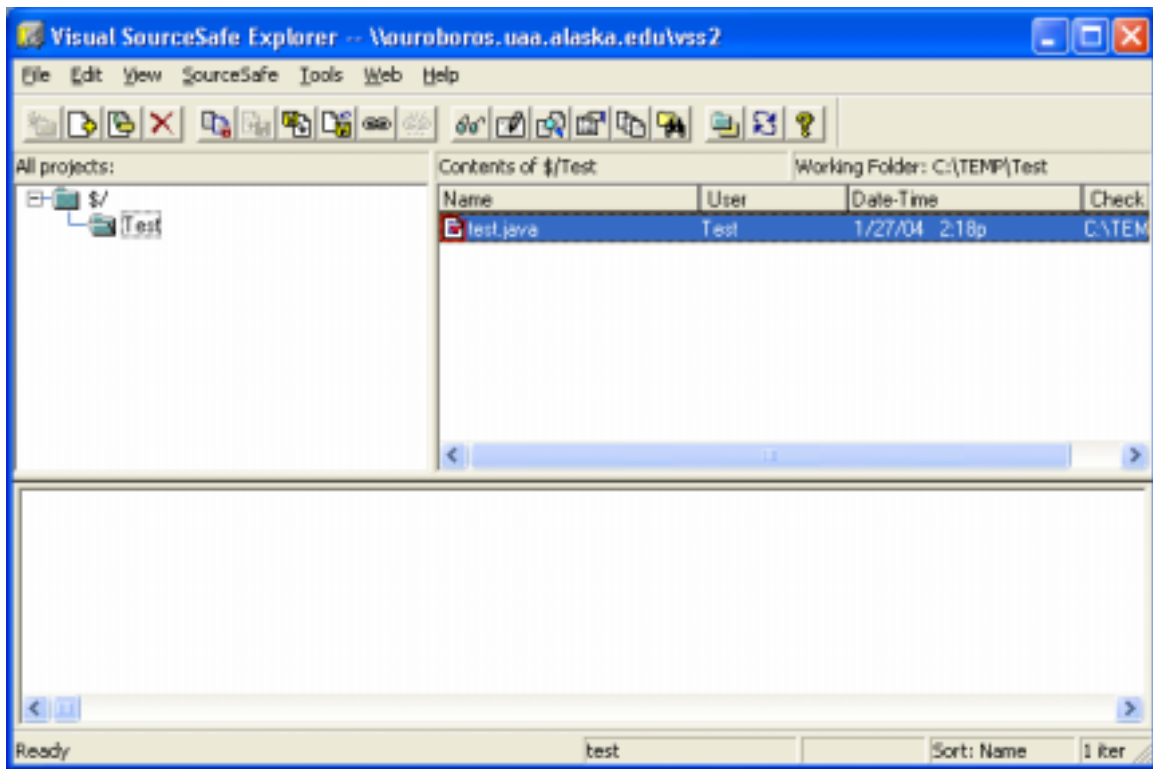 Visual SourceSafe Explorer -- \\ouroboros.uaa.alaska.edu\vss2
File Edit View SourceSafe Tools Web Help
All projects:
Contents of $/Test
Working Folder: C:\TEMP\Test
$/
Test
Name User Date-Time Check
test.java Test 1/27/04 2:18p C:\TEM
Ready test Sort: Name 1 iter